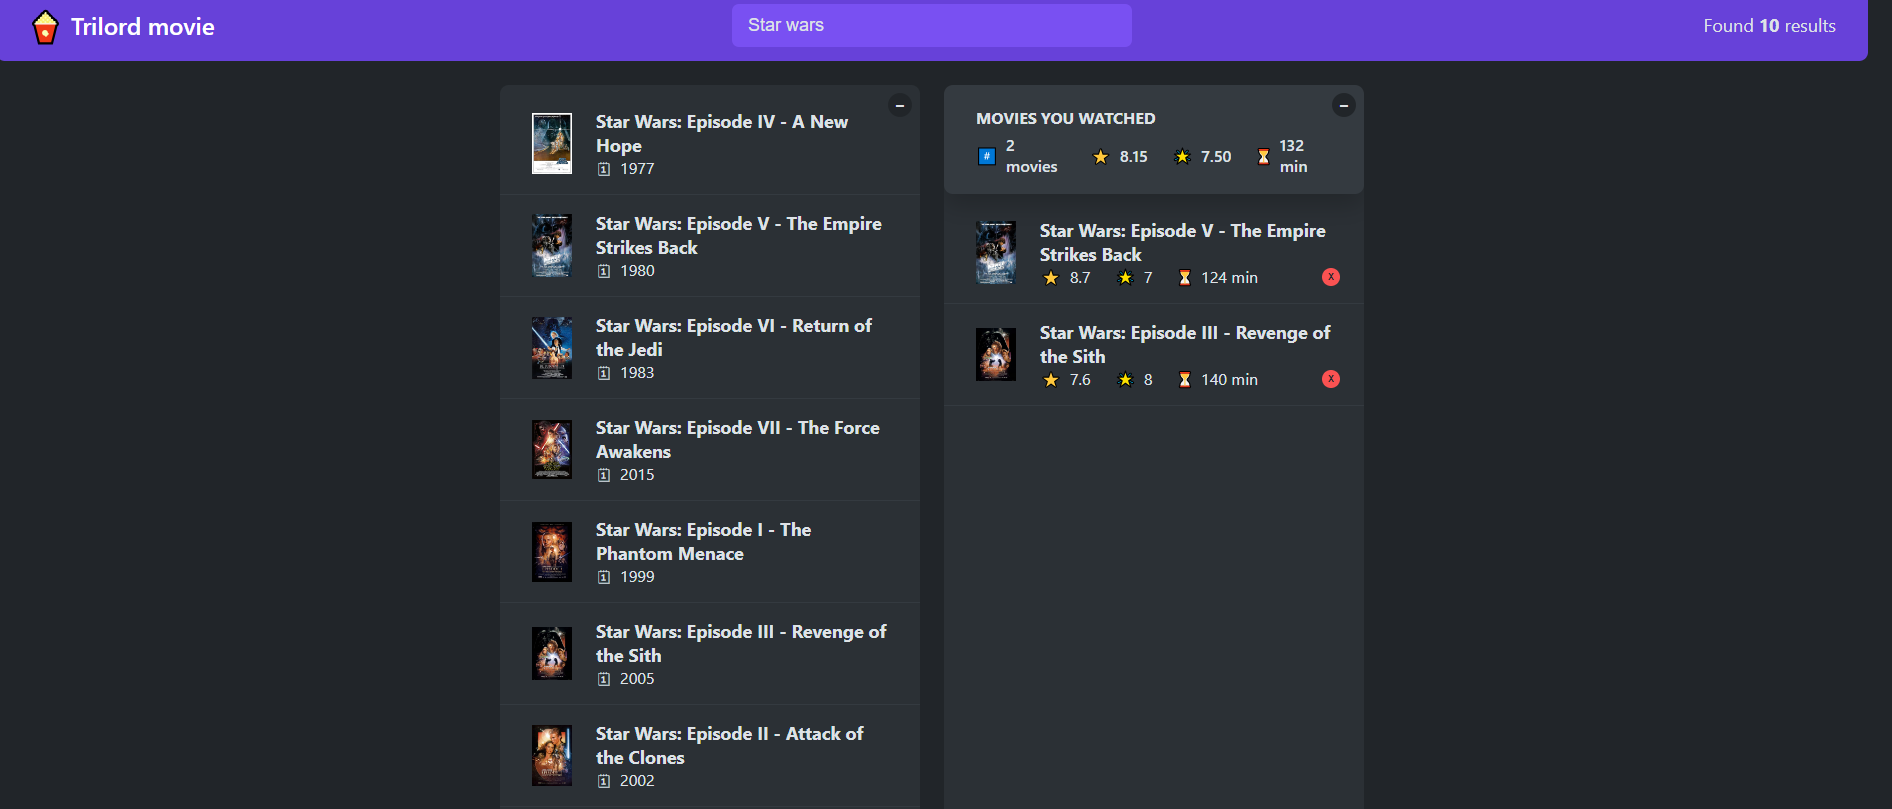 Trilord movie
Star wars
Found 10 results
Star Wars: Episode IV - A New
Hope
1977
Star Wars: Episode V - The Empire
Strikes Back
1980
Star Wars: Episode VI - Return of
the Jedi
1983
Star Wars: Episode VII - The Force
Awakens
2015
Star Wars: Episode I - The
Phantom Menace
1999
Star Wars: Episode III - Revenge of
the Sith
2005
Star Wars: Episode II - Attack of
the Clones
2002
MOVIES YOU WATCHED
# 2 movies 8.15 7.50 132 min
Star Wars: Episode V - The Empire
Strikes Back
8.7 7 124 min X
Star Wars: Episode III - Revenge of
the Sith
7.6 8 140 min X